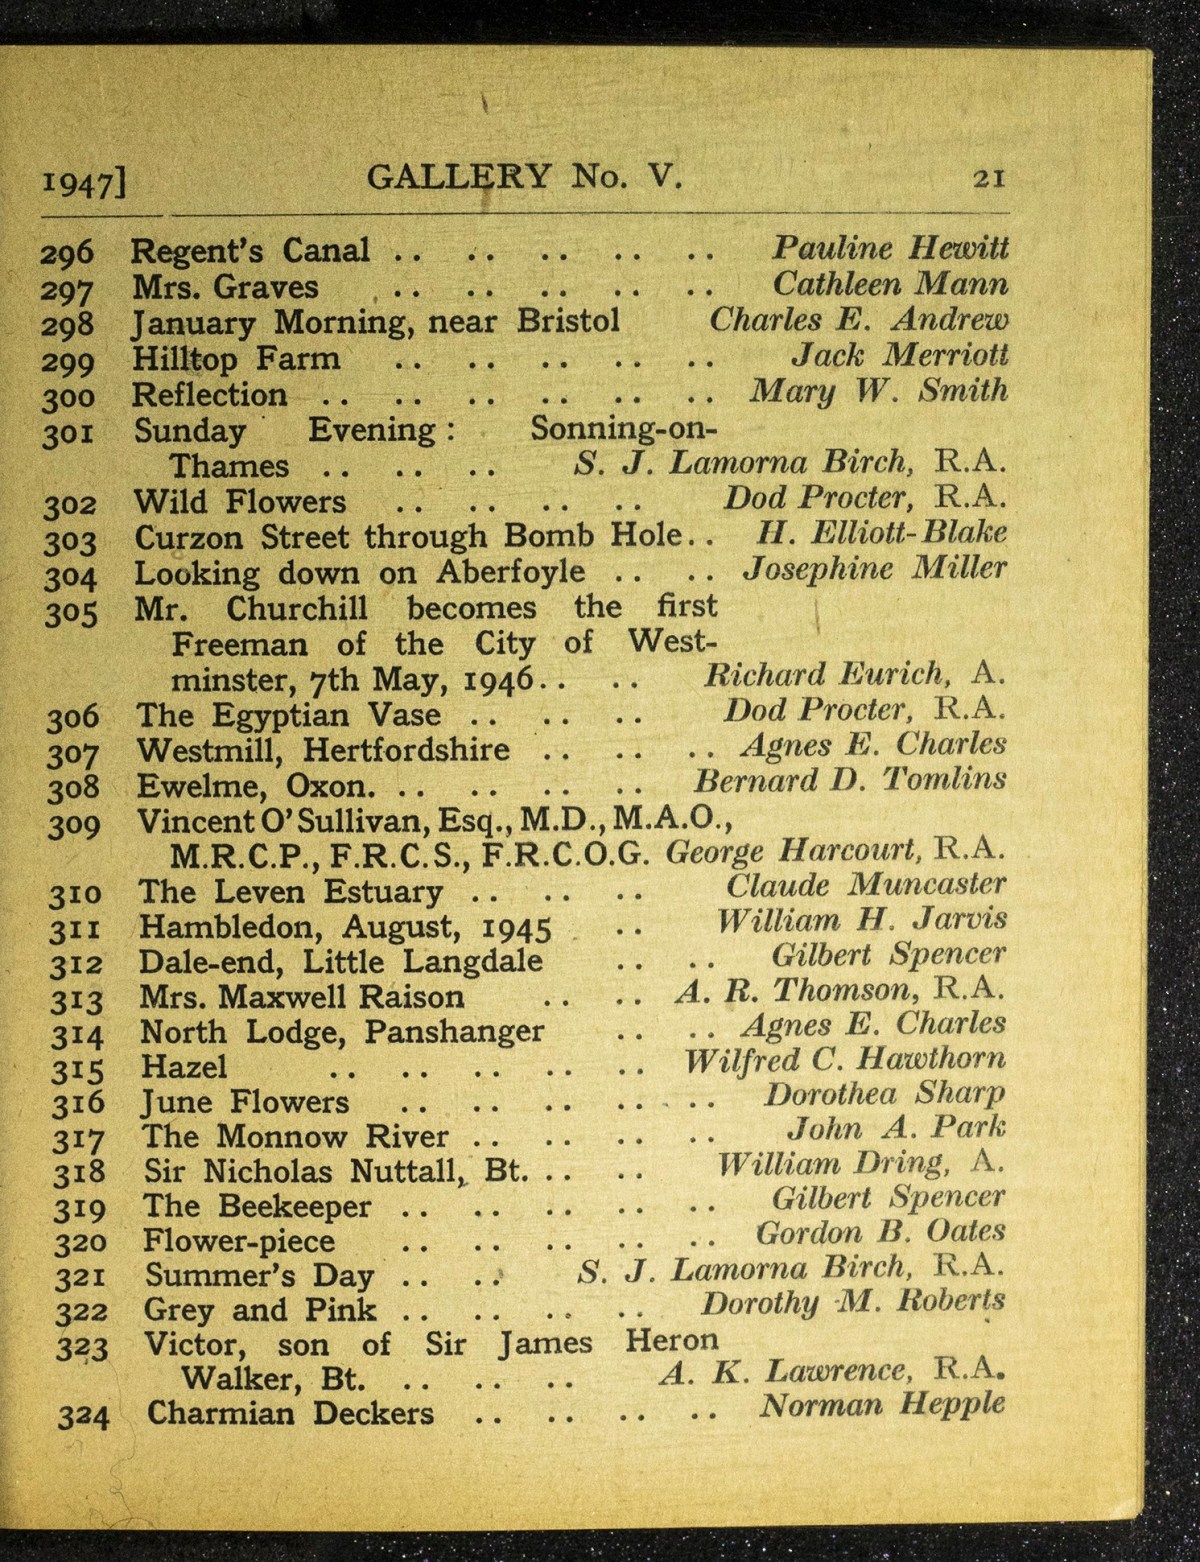 1947] GALLERY No. V. 21
296 Regent's Canal .. .. .. .. .. Pauline Hewitt
297 Mrs. Graves .. .. .. .. .. Cathleen Mann
298 January Morning, near Bristol Charles E. Andrew
299 Hilltop Farm .. .. .. .. .. Jack Merriott
300 Reflection .. .. .. .. .. .. Mary W. Smith
301 Sunday Evening: Sonning-on-
Thames .. .. .. S. J. Lamorna Birch, R.A.
302 Wild Flowers .. .. .. .. Dod Procter, R.A.
303 Curzon Street through Bomb Hole.. H. Elliott-Blake
304 Looking down on Aberfoyle .. .. Josephine Miller
305 Mr. Churchill becomes the first
Freeman of the City of West-
minster, 7th May, 1946.. .. Richard Eurich, A.
306 The Egyptian Vase .. .. .. Dod Procter, R.A.
307 Westmill, Hertfordshire .. .. .. Agnes E. Charles
308 Ewelme, Oxon. .. .. .. .. Bernard D. Tomlins
309 Vincent O'Sullivan, Esq., M.D., M.A.O.,
M.R.C.P., F.R.C.S., F.R.C.O.G. George Harcourt, R.A.
310 The Leven Estuary .. .. .. Claude Muncaster
311 Hambledon, August, 1945 .. William H. Jarvis
312 Dale-end, Little Langdale .. .. Gilbert Spencer
313 Mrs. Maxwell Raison .. .. A. R. Thomson, R.A.
314 North Lodge, Panshanger .. .. Agnes E. Charles
315 Hazel .. .. .. .. .. Wilfred C. Hawthorn
316 June Flowers .. .. .. .. .. Dorothea Sharp
317 The Monnow River .. .. .. .. John A. Park
318 Sir Nicholas Nuttall, Bt. .. .. William Dring, A.
319 The Beekeeper .. .. .. .. .. Gilbert Spencer
320 Flower-piece .. .. .. .. .. Gordon B. Oates
321 Summer's Day .. .. S. J. Lamorna Birch, R.A.
322 Grey and Pink .. .. .. .. Dorothy M. Roberts
323 Victor, son of Sir James Heron
Walker, Bt. .. .. .. A. K. Lawrence, R.A.
324 Charmian Deckers .. .. .. .. Norman Hepple